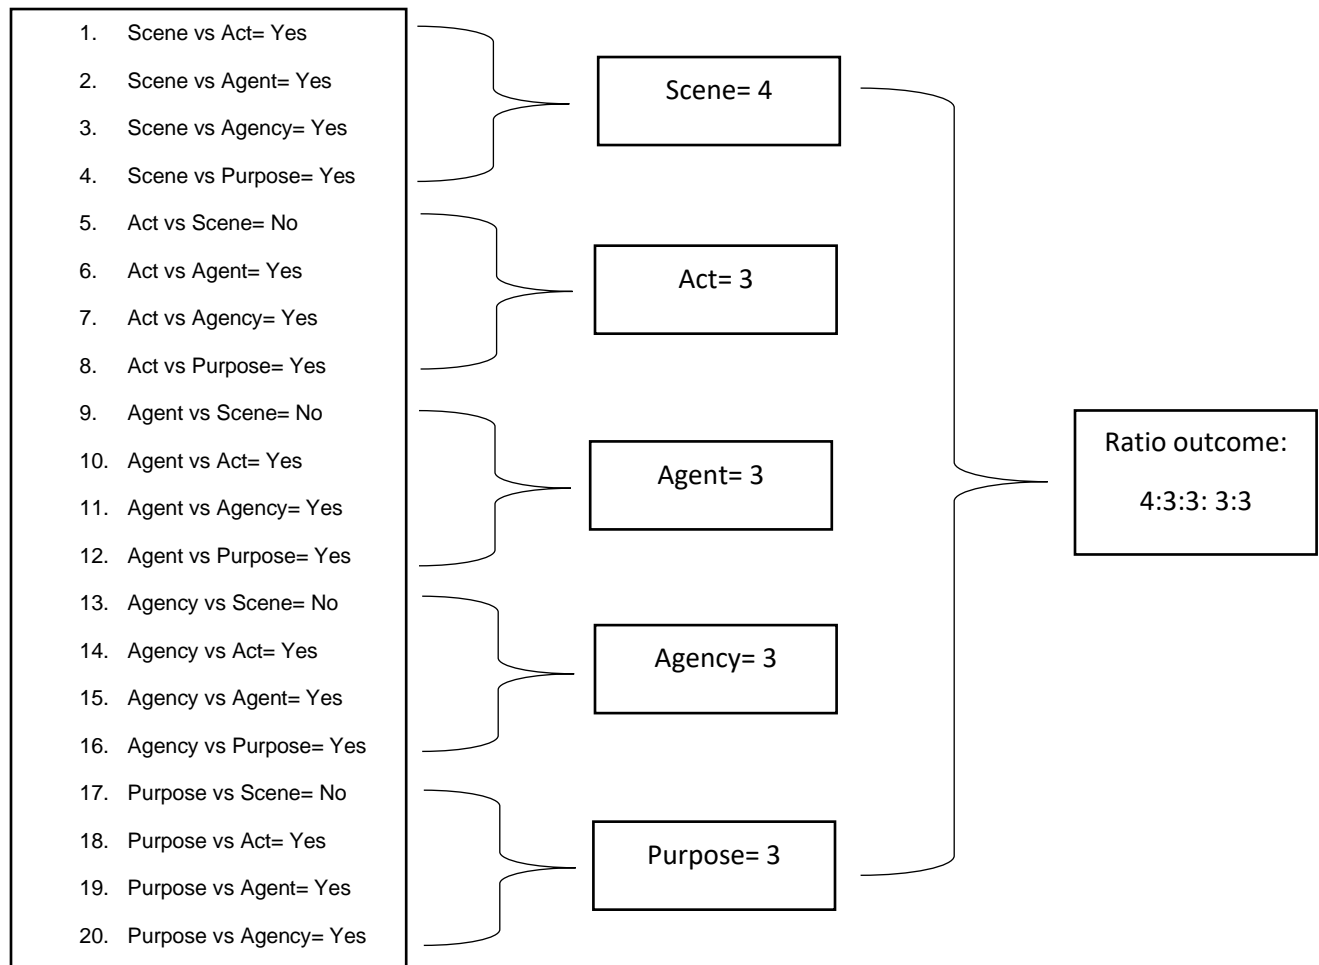 1. Scene vs Act= Yes
2. Scene vs Agent= Yes
3. Scene vs Agency= Yes
4. Scene vs Purpose= Yes
5. Act vs Scene= No
6. Act vs Agent= Yes
7. Act vs Agency= Yes
8. Act vs Purpose= Yes
9. Agent vs Scene= No
10. Agent vs Act= Yes
11. Agent vs Agency= Yes
12. Agent vs Purpose= Yes
13. Agency vs Scene= No
14. Agency vs Act= Yes
15. Agency vs Agent= Yes
16. Agency vs Purpose= Yes
17. Purpose vs Scene= No
18. Purpose vs Act= Yes
19. Purpose vs Agent= Yes
20. Purpose vs Agency= Yes
Scene= 4
Act= 3
Agent= 3
Agency= 3
Purpose= 3
Ratio outcome:
4:3:3: 3:3